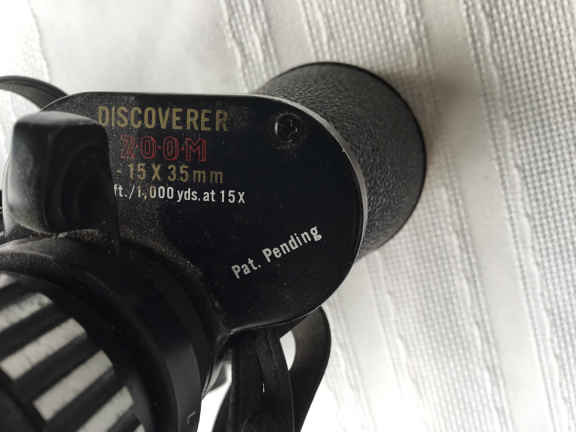 DISCOVERER
ZOOM
- 15 X 35mm
ft./1,000 yds. at 15X
Pat. Pending